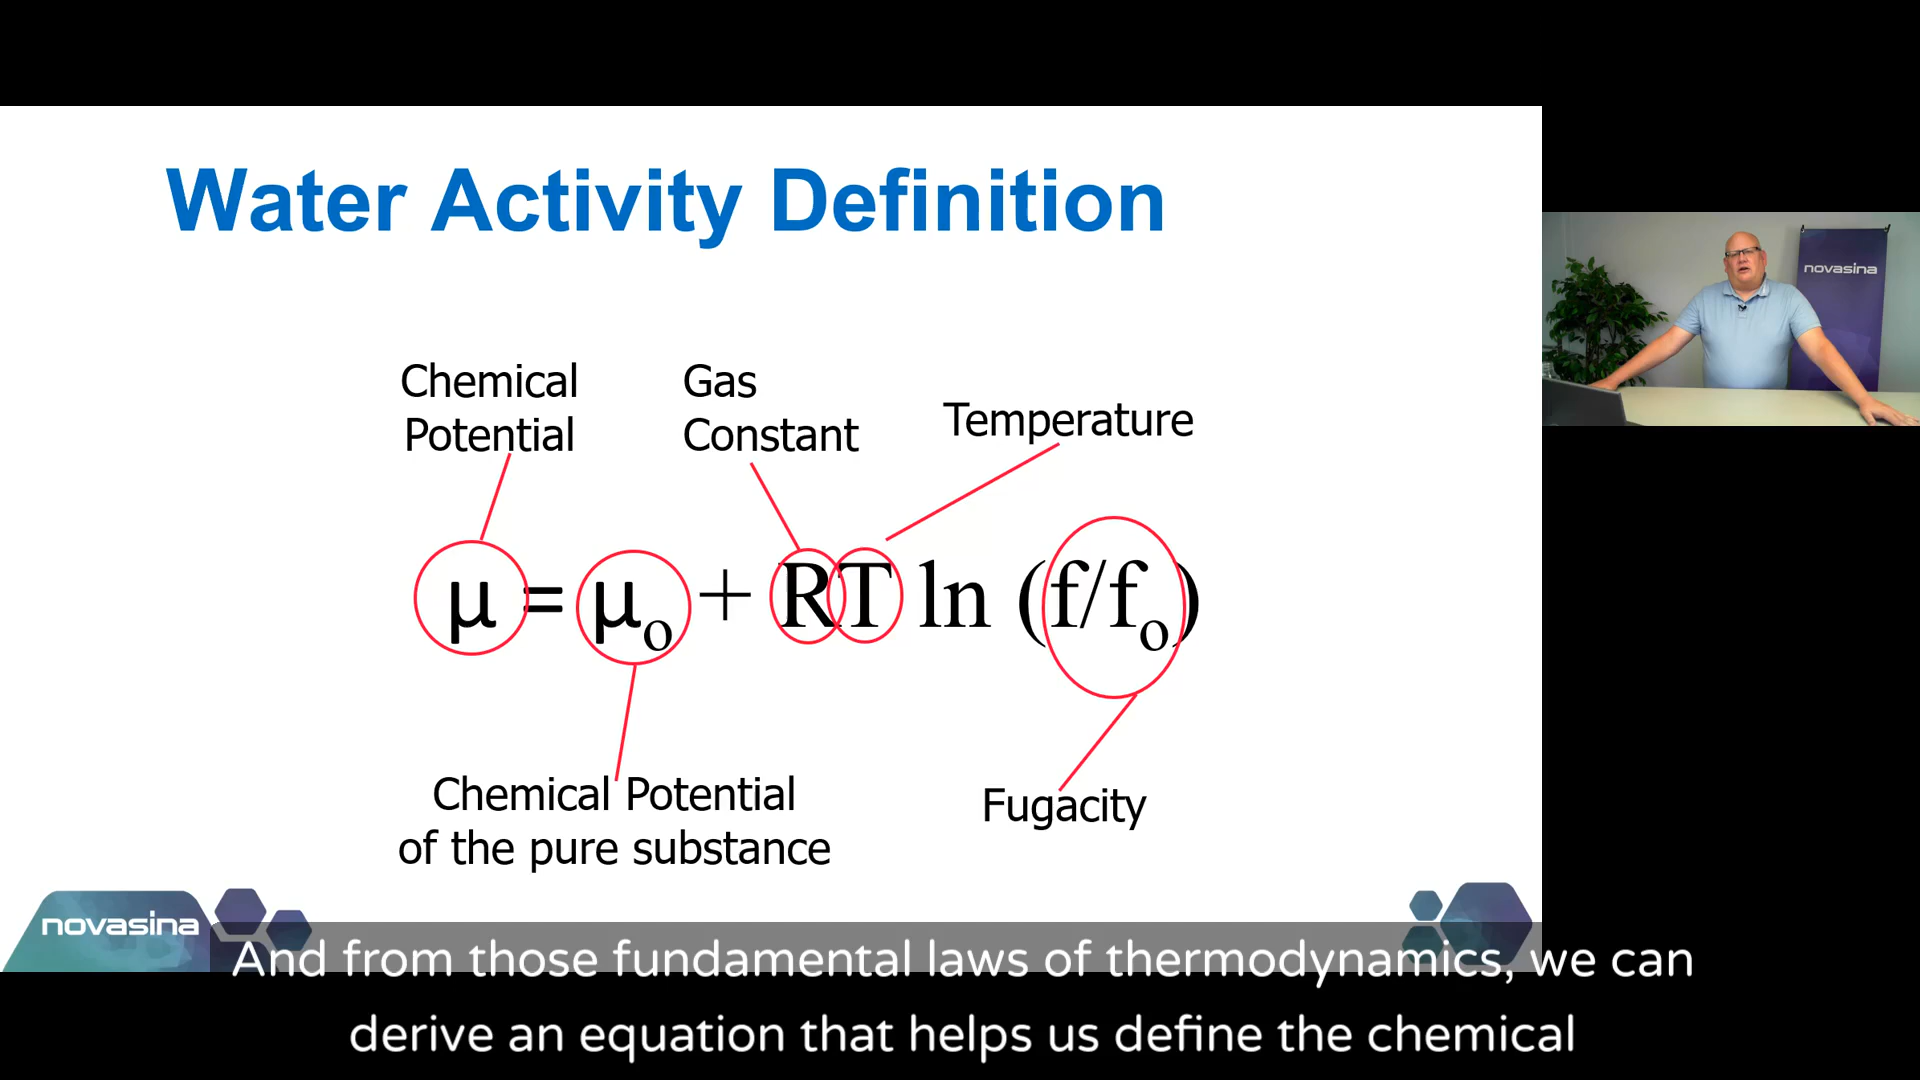 Water Activity Definition
Chemical
Potential
Gas
Constant
Temperature
μ = μo + RT ln (f/fo)
Chemical Potential
of the pure substance
Fugacity
novasina
novasina
And from those fundamental laws of thermodynamics, we can
derive an equation that helps us define the chemical